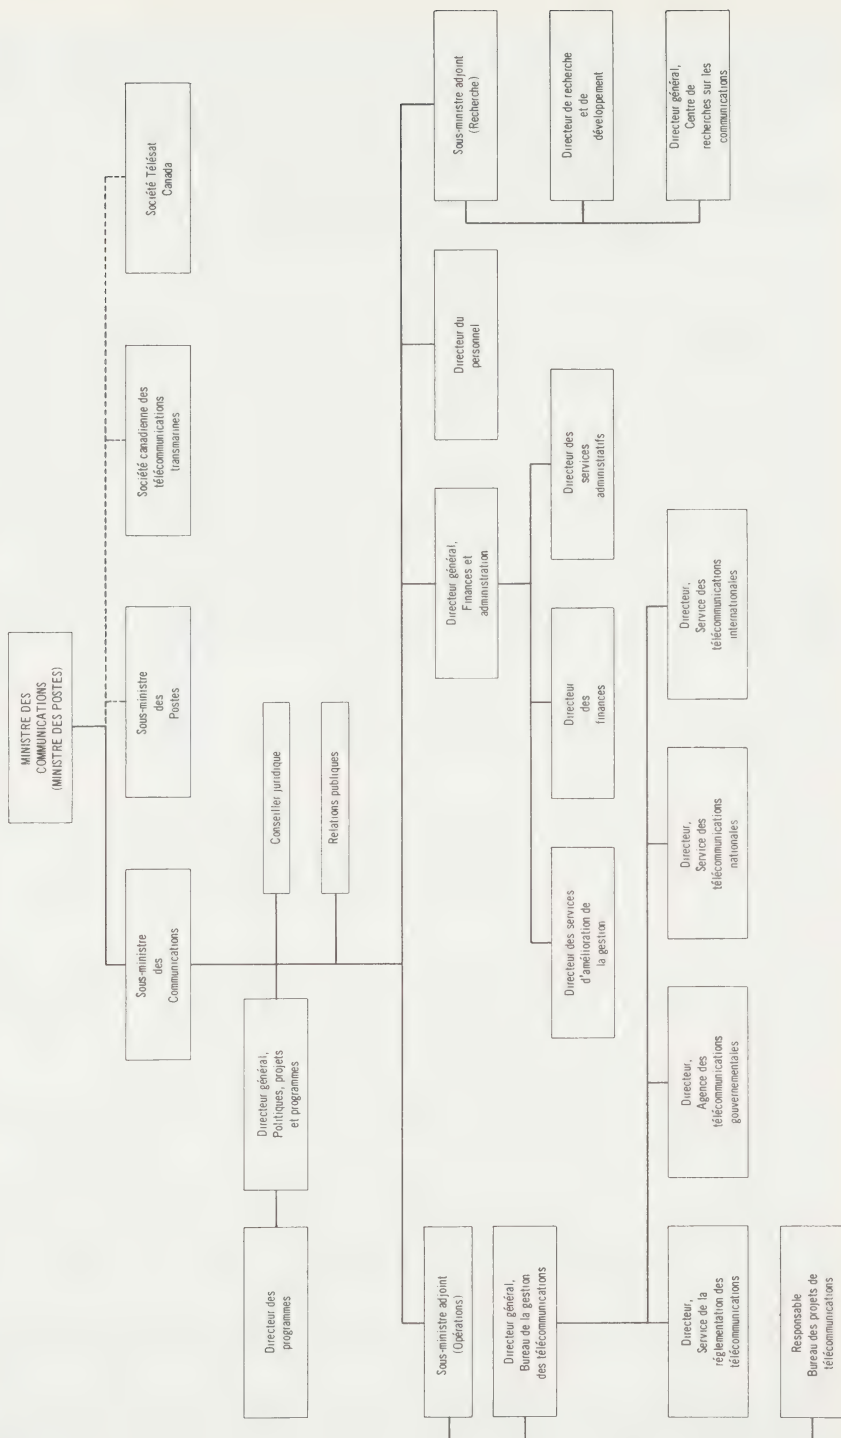 MINISTRE DES
COMMUNICATIONS
(MINISTRE DES POSTES)
Sous-ministre
des
Communications
Sous-ministre
des
Postes
Société canadienne des
télécommunications
transmarines
Société Télésat
Canada
Directeur des
programmes
Directeur général,
Politiques, projets
et programmes
Conseiller juridique
Relations publiques
Sous-ministre adjoint
(Opérations)
Directeur général,
Finances et
administration
Directeur du
personnel
Sous-ministre adjoint
(Recherche)
Directeur général,
Bureau de la gestion
des télécommunications
Directeur des services
d'amélioration de
la gestion
Directeur
des
finances
Directeur des
services
administratifs
Directeur de recherche
et de
développement
Directeur,
Service de la
réglementation des
télécommunications
Directeur,
Agence des
télécommunications
gouvernementales
Directeur,
Service des
télécommunications
nationales
Directeur,
Service des
télécommunications
internationales
Directeur général,
Centre de
recherches sur les
communications
Responsable
Bureau des projets de
télécommunications